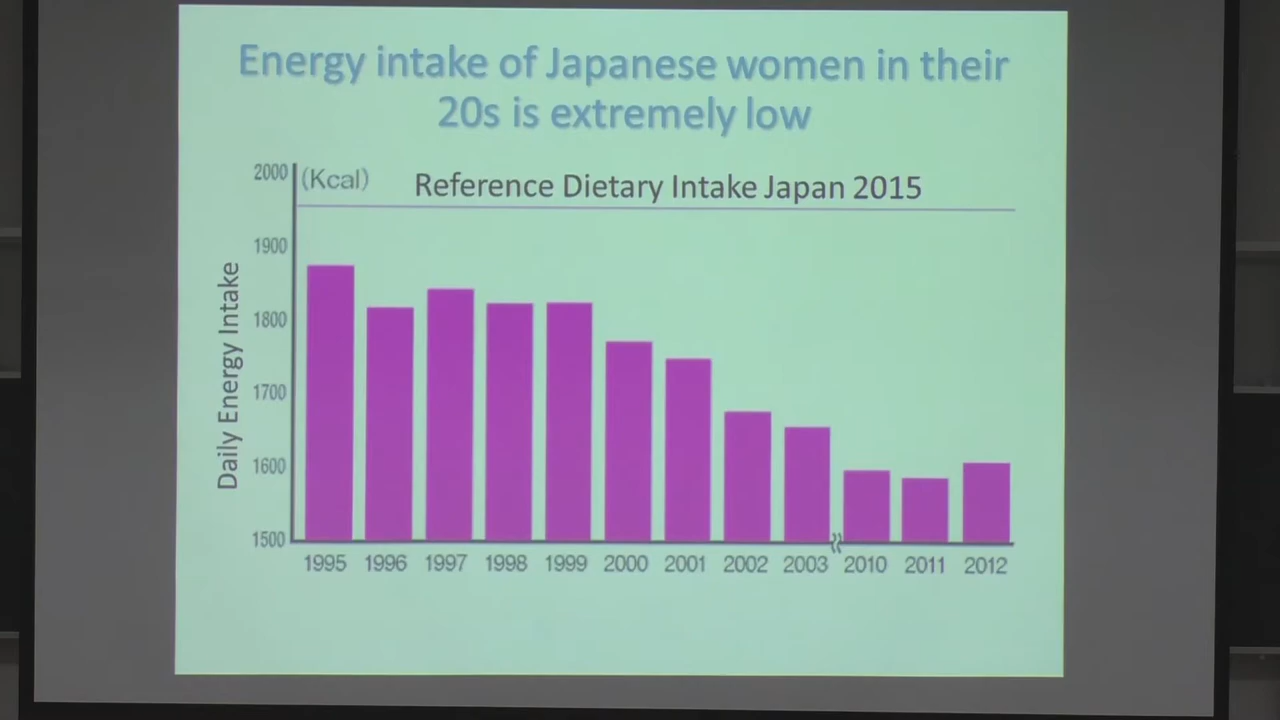 Energy intake of Japanese women in their
20s is extremely low
2000 (Kcal) Reference Dietary Intake Japan 2015
1900
1800
1700
1600
1500
Daily Energy Intake
1995 1996 1997 1998 1999 2000 2001 2002 2003 2010 2011 2012